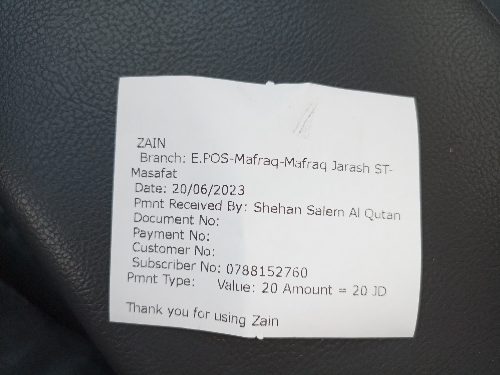 ZAIN
Branch: E.POS-Mafraq-Mafraq Jarash ST-
Masafat
Date: 20/06/2023
Pmnt Received By: Shehan Salem Al Qutan
Document No:
Payment No:
Customer No:
Subscriber No: 0788152760
Pmnt Type: Value: 20 Amount = 20 JD
Thank you for using Zain